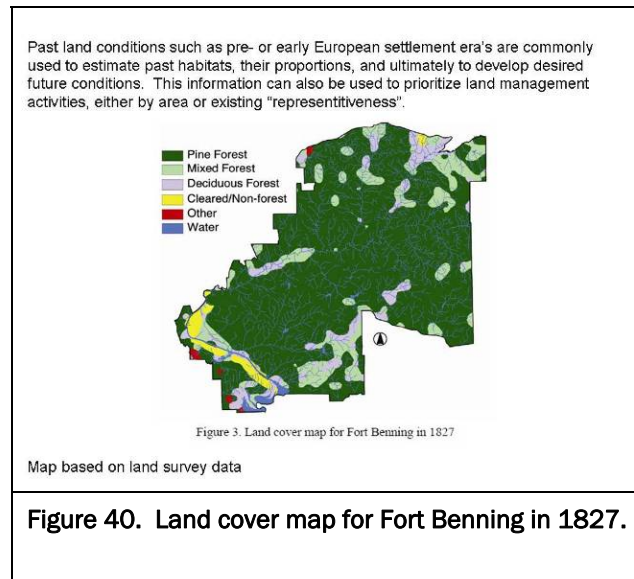 Past land conditions such as pre- or early European settlement era's are commonly
used to estimate past habitats, their proportions, and ultimately to develop desired
future conditions. This information can also be used to prioritize land management
activities, either by area or existing "representitiveness".
Pine Forest
Mixed Forest
Deciduous Forest
Cleared/Non-forest
Other
Water
Figure 3. Land cover map for Fort Benning in 1827
Map based on land survey data
Figure 40. Land cover map for Fort Benning in 1827.